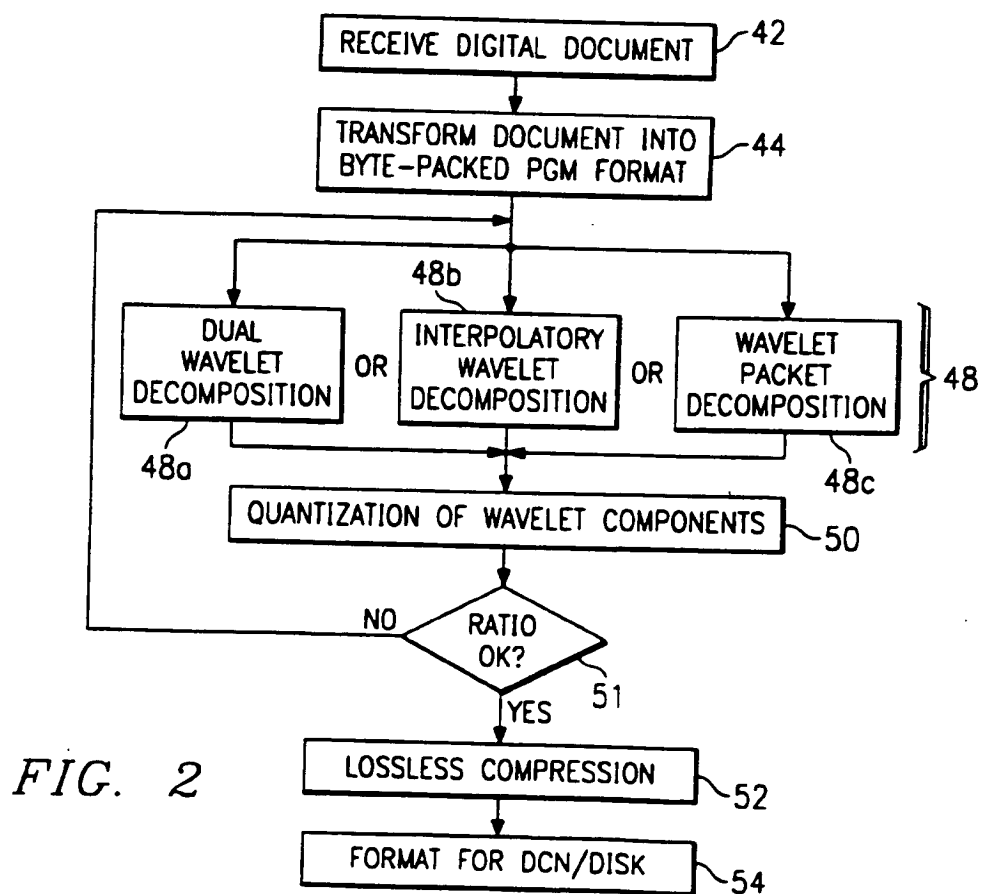 RECEIVE DIGITAL DOCUMENT
42
TRANSFORM DOCUMENT INTO
BYTE-PACKED PGM FORMAT
44
48b
DUAL
WAVELET
DECOMPOSITION
OR
INTERPOLATORY
WAVELET
DECOMPOSITION
OR
WAVELET
PACKET
DECOMPOSITION
48
48a
48c
QUANTIZATION OF WAVELET COMPONENTS
50
NO
RATIO
OK?
51
YES
LOSSLESS COMPRESSION
52
FIG. 2
FORMAT FOR DCN/DISK
54